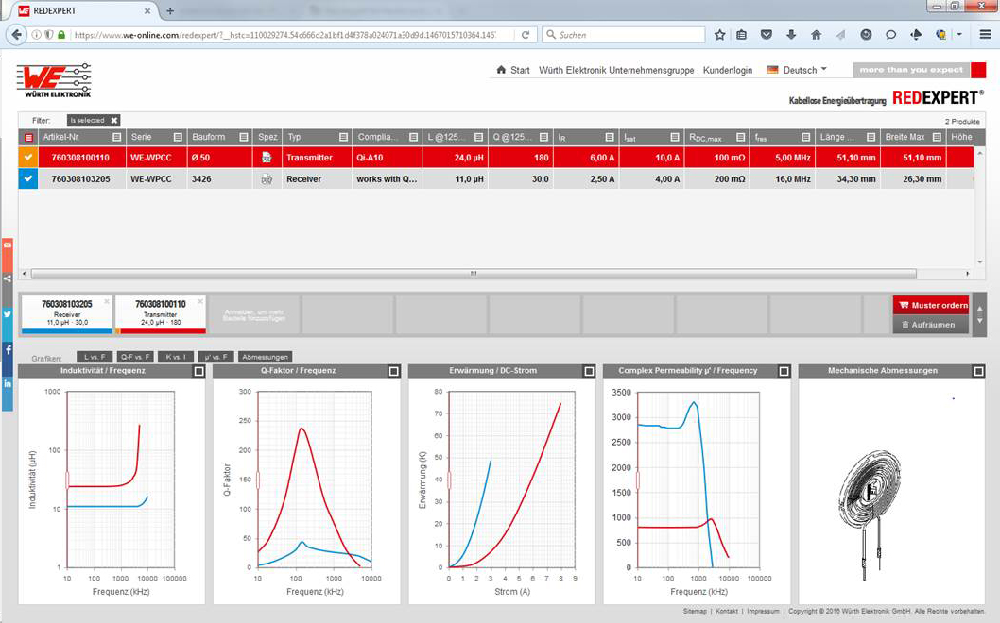 WE REDEXPERT
https://www.we-online.com/redexpert/?__hstc=110029274.54c666d2a1bf1d4f378a024071a30d9d.1467015710364.146
Suchen
WE
WÜRTH ELEKTRONIK
Start Würth Elektronik Unternehmensgruppe Kundenlogin Deutsch
more than you expect
Kabellose Energieübertragung REDEXPERT®
Filter: Is selected
2 Produkte
Artikel-Nr. Serie Bauform Spez Typ Complia... L @125... Q @125... IR Isat RDC,max fres Länge ... Breite Max Höhe
760308100110 WE-WPCC Ø 50 Transmitter Qi-A10 24,0 µH 180 6,00 A 10,0 A 100 mΩ 5,00 MHz 51,10 mm 51,10 mm
760308103205 WE-WPCC 3426 Receiver works with Q... 11,0 µH 30,0 2,50 A 4,00 A 200 mΩ 16,0 MHz 34,30 mm 26,30 mm
760308103205
Receiver
11,0 µH · 30,0
760308100110
Transmitter
24,0 µH · 180
Anmelden, um mehr
Bauteile hinzuzufügen
Muster ordern
Aufräumen
Grafiken: L vs. F Q-F vs. F K vs. I µ' vs. F Abmessungen
Induktivität / Frequenz
1000
100
10
1
Induktivität (µH)
10 100 1000 10000 100000
Frequenz (kHz)
Q-Faktor / Frequenz
300
250
200
150
100
50
0
Q-Faktor
10 100 1000 10000
Frequenz (kHz)
Erwärmung / DC-Strom
80
70
60
50
40
30
20
10
0
Erwärmung (K)
0 1 2 3 4 5 6 7 8 9
Strom (A)
Complex Permeability µ' / Frequency
3500
3000
2500
2000
1500
1000
500
0
10 100 1000 10000 100000
Frequenz (kHz)
Mechanische Abmessungen
Sitemap | Kontakt | Impressum | Copyright © 2016 Würth Elektronik GmbH. Alle Rechte vorbehalten.